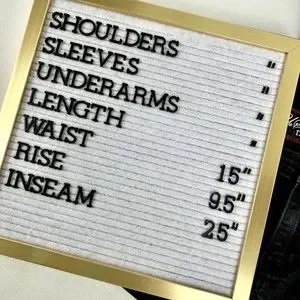 SHOULDERS "
SLEEVES "
UNDERARMS "
LENGTH "
WAIST 15"
RISE 9.5"
INSEAM 25"